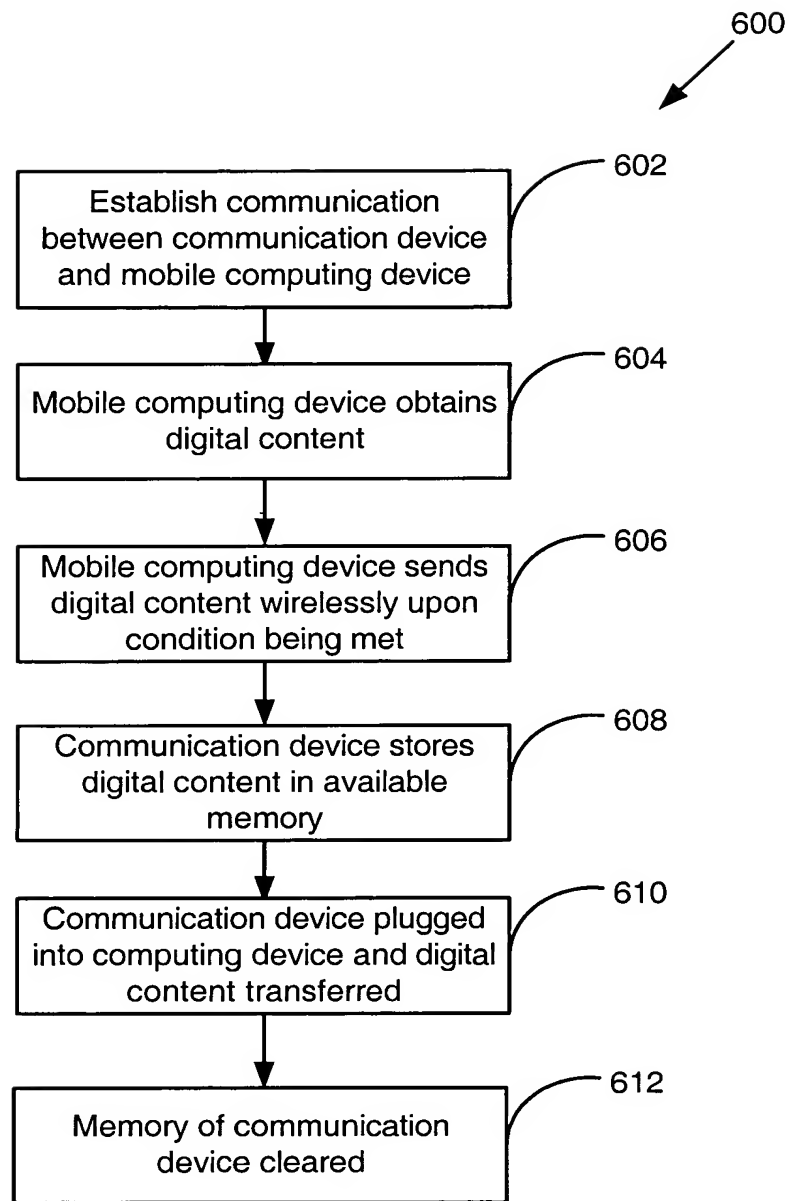 600
602
Establish communication
between communication device
and mobile computing device
604
Mobile computing device obtains
digital content
606
Mobile computing device sends
digital content wirelessly upon
condition being met
608
Communication device stores
digital content in available
memory
610
Communication device plugged
into computing device and digital
content transferred
612
Memory of communication
device cleared